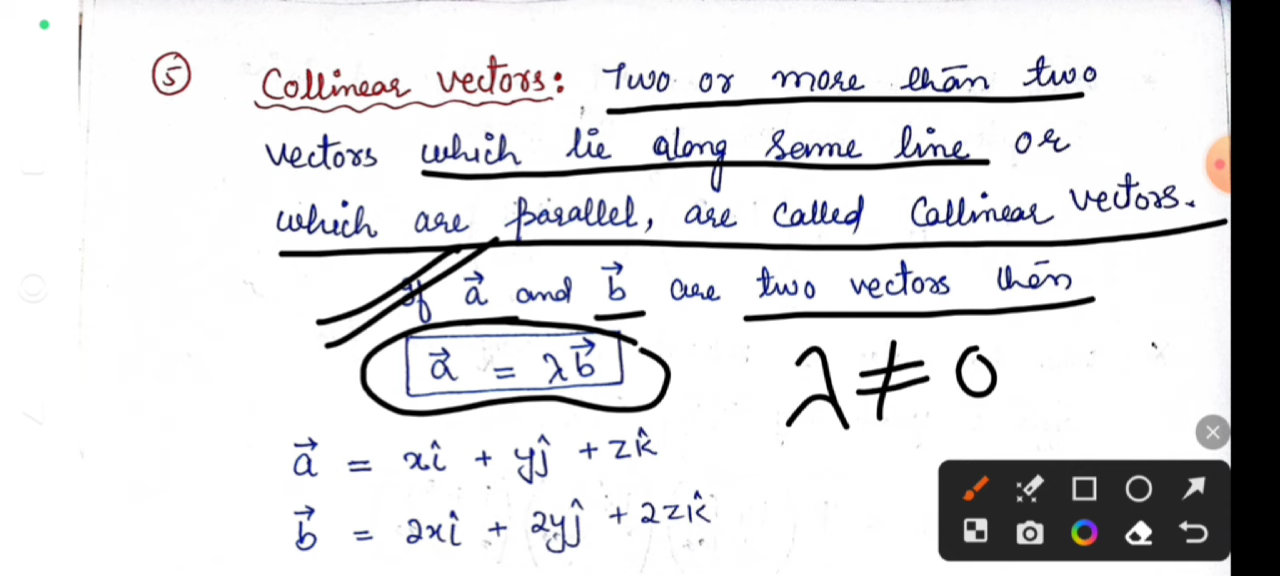 ⑤ Collinear vectors: Two or more than two
vectors which lie along same line or
which are parallel, are called Collinear vectors.
If a⃗ and b⃗ are two vectors then
a⃗ = λb⃗ λ ≠ 0
a⃗ = xî + yĵ + zk̂
b⃗ = 2xî + 2yĵ + 2zk̂